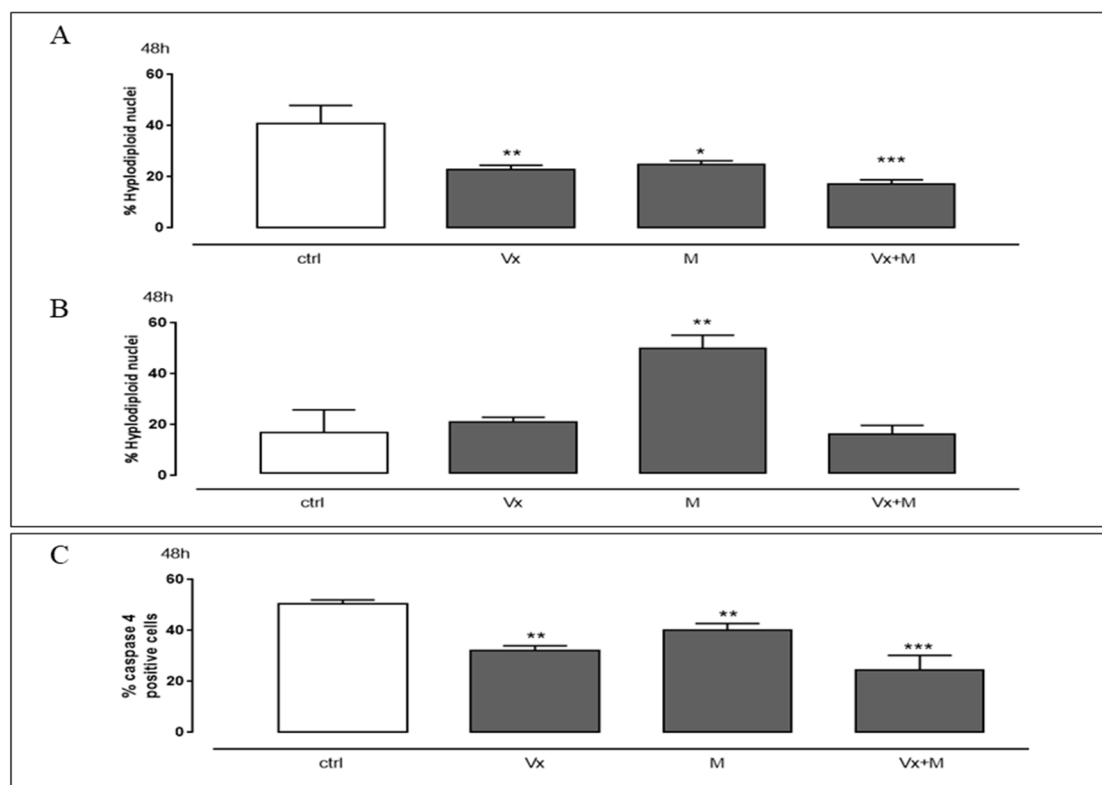 A
48h
% Hyplodiploid nuclei
60
40
20
0
** * ***
ctrl Vx M Vx+M
B
48h
% Hyplodiploid nuclei
60
40
20
0
**
ctrl Vx M Vx+M
C
48h
% caspase 4
positive cells
60
40
20
0
** ** ***
ctrl Vx M Vx+M